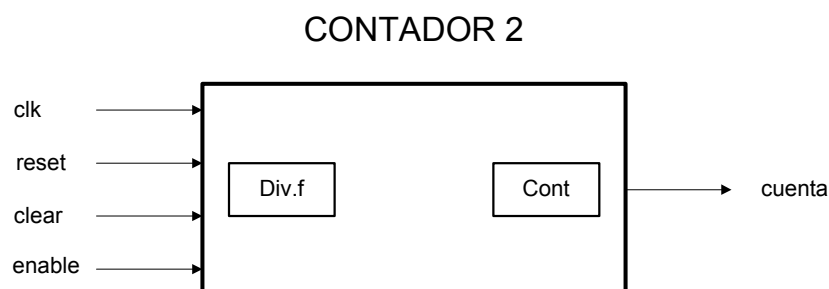 CONTADOR 2
clk
reset
clear
enable
Div.f
Cont
cuenta